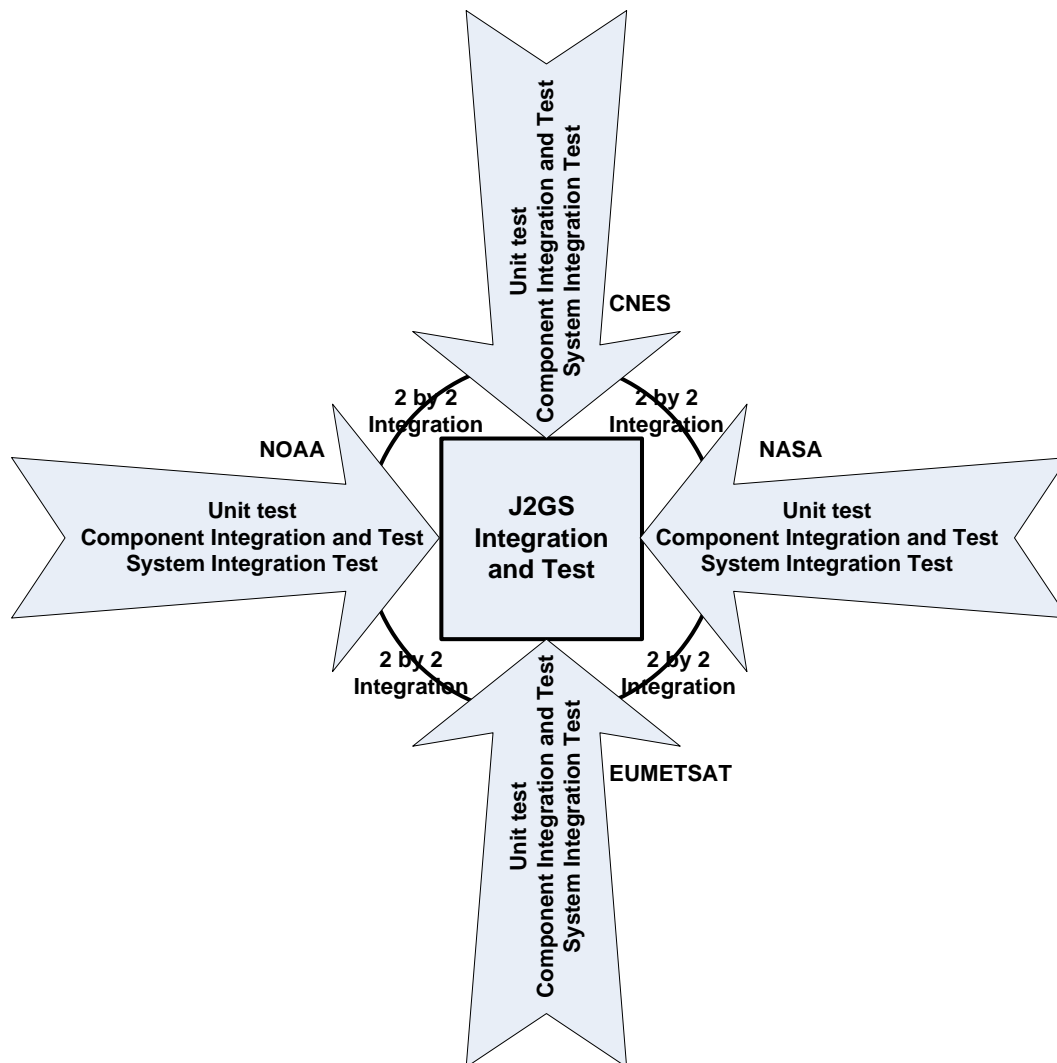 Unit test
Component Integration and Test
System Integration Test
CNES
2 by 2
Integration
2 by 2
Integration
NOAA
NASA
Unit test
Component Integration and Test
System Integration Test
J2GS
Integration
and Test
Unit test
Component Integration and Test
System Integration Test
2 by 2
Integration
2 by 2
Integration
Unit test
Component Integration and Test
System Integration Test
EUMETSAT